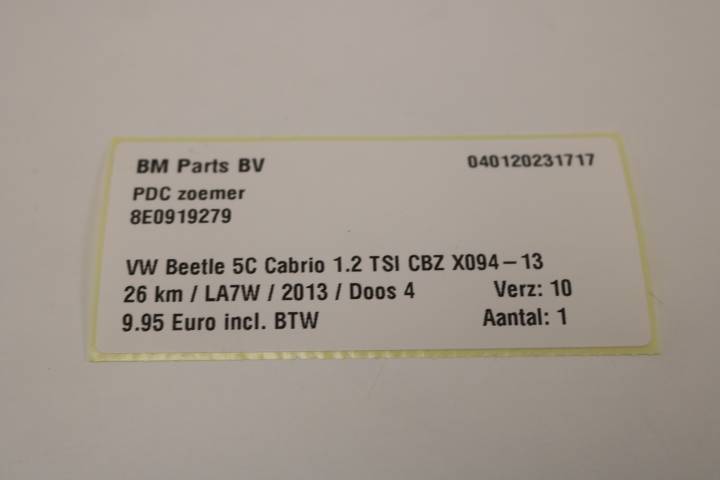 BM Parts BV 040120231717
PDC zoemer
8E0919279
VW Beetle 5C Cabrio 1.2 TSI CBZ X094-13
26 km / LA7W / 2013 / Doos 4 Verz: 10
9.95 Euro incl. BTW Aantal: 1